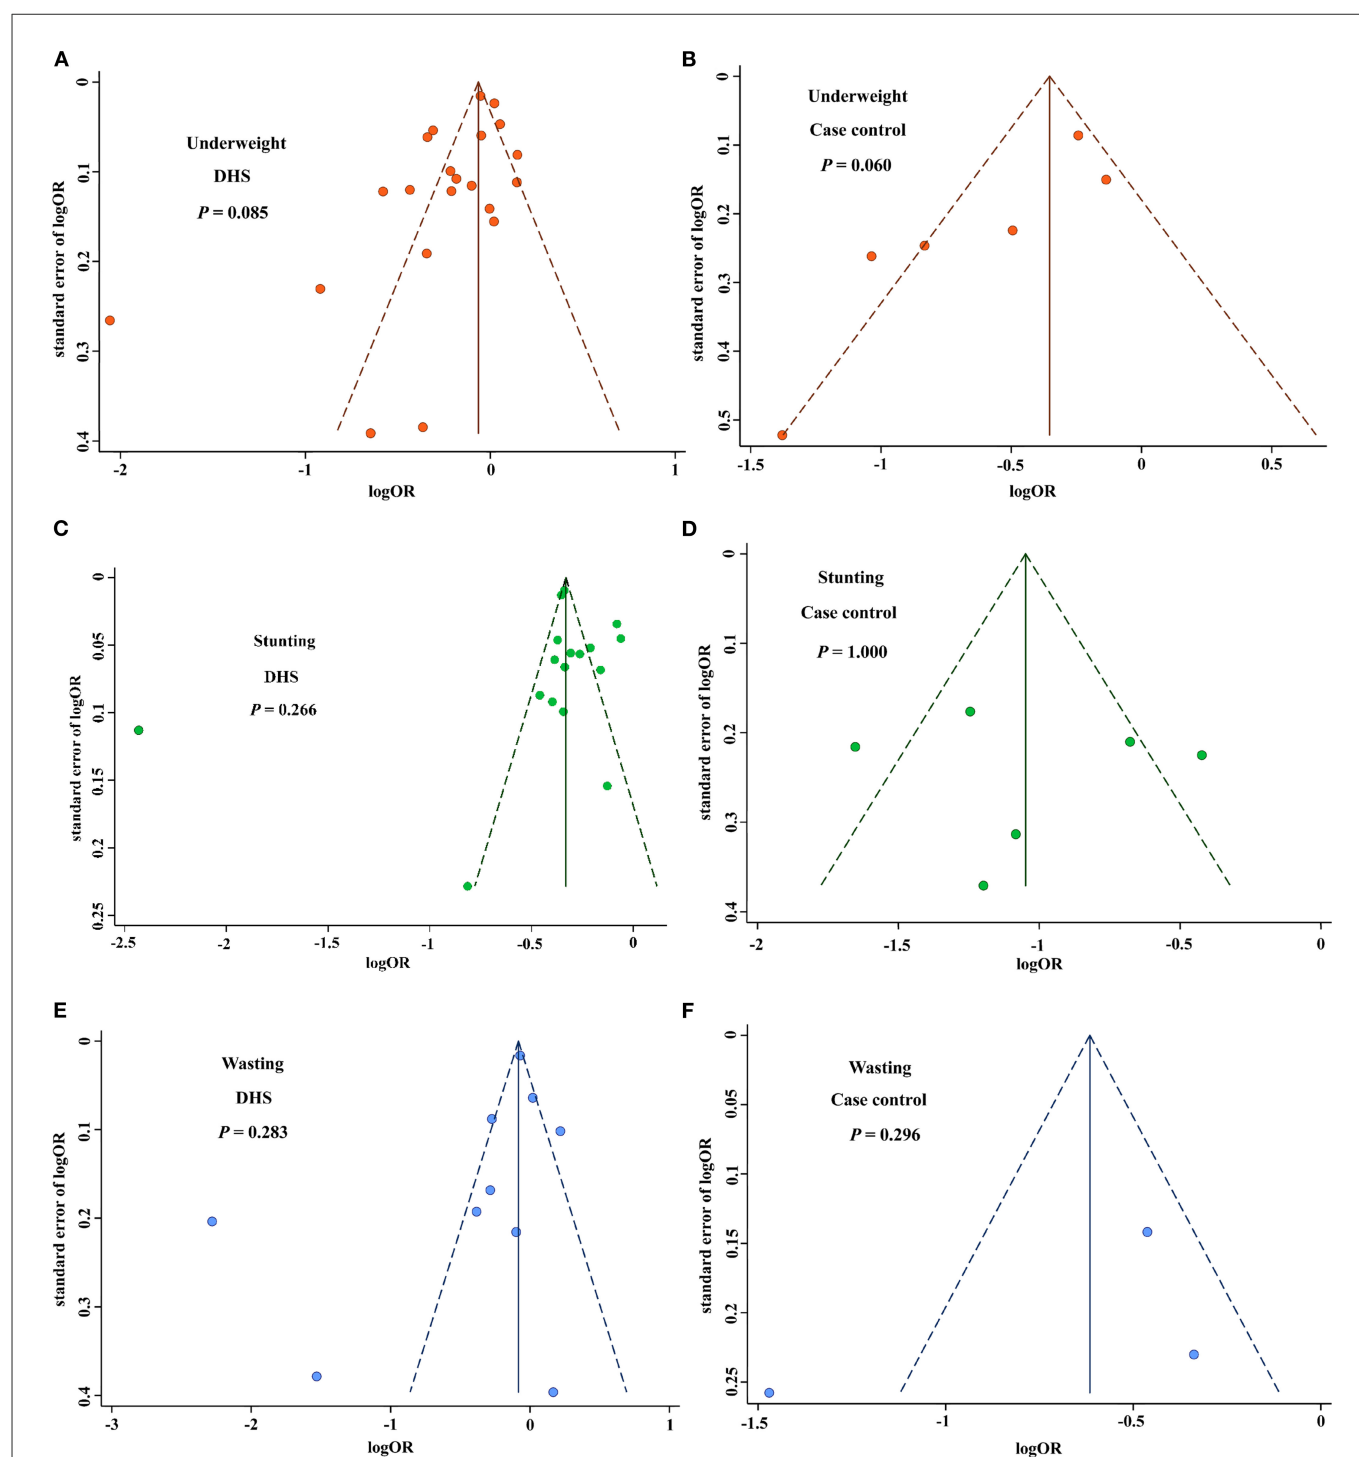 A
Underweight
DHS
P = 0.085
standard error of logOR
0
0.1
0.2
0.3
0.4
-2
-1
0
1
logOR
B
Underweight
Case control
P = 0.060
standard error of logOR
0
0.1
0.2
0.3
0.4
0.5
-1.5
-1
-0.5
0
0.5
logOR
C
Stunting
DHS
P = 0.266
standard error of logOR
0
0.05
0.1
0.15
0.2
0.25
-2.5
-2
-1.5
-1
-0.5
0
logOR
D
Stunting
Case control
P = 1.000
standard error of logOR
0
0.1
0.2
0.3
0.4
-2
-1.5
-1
-0.5
0
logOR
E
Wasting
DHS
P = 0.283
standard error of logOR
0
0.1
0.2
0.3
0.4
-3
-2
-1
0
1
logOR
F
Wasting
Case control
P = 0.296
standard error of logOR
0
0.05
0.1
0.15
0.2
0.25
-1.5
-1
-0.5
0
logOR